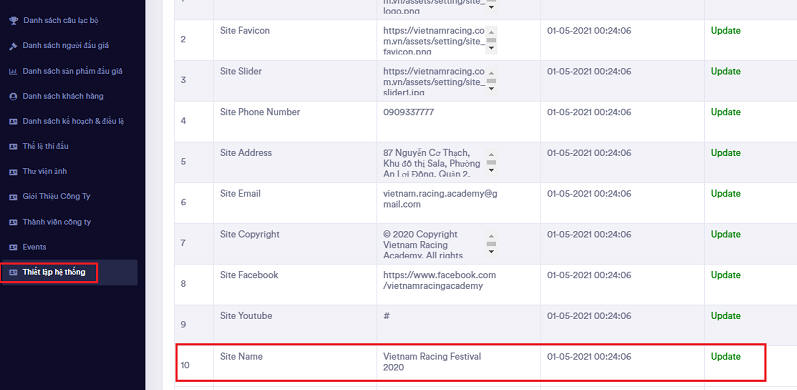 Danh sách câu lạc bộ
Danh sách người đấu giá
Danh sách sản phẩm đấu giá
Danh sách khách hàng
Danh sách kế hoạch & điều lệ
Thể lệ thi đấu
Thư viện ảnh
Giới Thiệu Công Ty
Thành viên công ty
Events
Thiết lập hệ thống
m.vn/assets/setting/site_
logo.png
2 Site Favicon https://vietnamracing.co 01-05-2021 00:24:06 Update
m.vn/assets/setting/site_
favicon.png
3 Site Slider https://vietnamracing.co 01-05-2021 00:24:06 Update
m.vn/assets/setting/site_
slider1.jpg
4 Site Phone Number 0909337777 01-05-2021 00:24:06 Update
5 Site Address 87 Nguyễn Cơ Thạch, 01-05-2021 00:24:06 Update
Khu đô thị Sala, Phường
An Lợi Đông, Quận 2,
6 Site Email vietnam.racing.academy@g 01-05-2021 00:24:06 Update
mail.com
7 Site Copyright © 2020 Copyright 01-05-2021 00:24:06 Update
Vietnam Racing
Academy. All rights
8 Site Facebook https://www.facebook.com 01-05-2021 00:24:06 Update
/vietnamracingacademy
9 Site Youtube # 01-05-2021 00:24:06 Update
10 Site Name Vietnam Racing Festival 01-05-2021 00:24:06 Update
2020